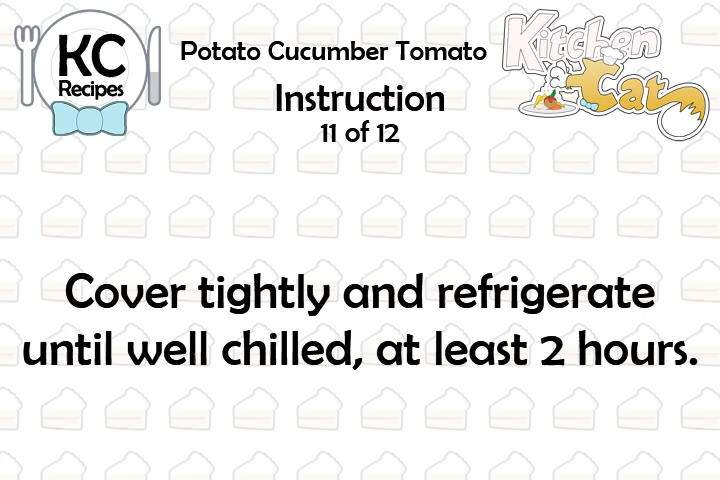 KC
Recipes
Potato Cucumber Tomato
Instruction
11 of 12
Kitchen
Cat
Cover tightly and refrigerate
until well chilled, at least 2 hours.